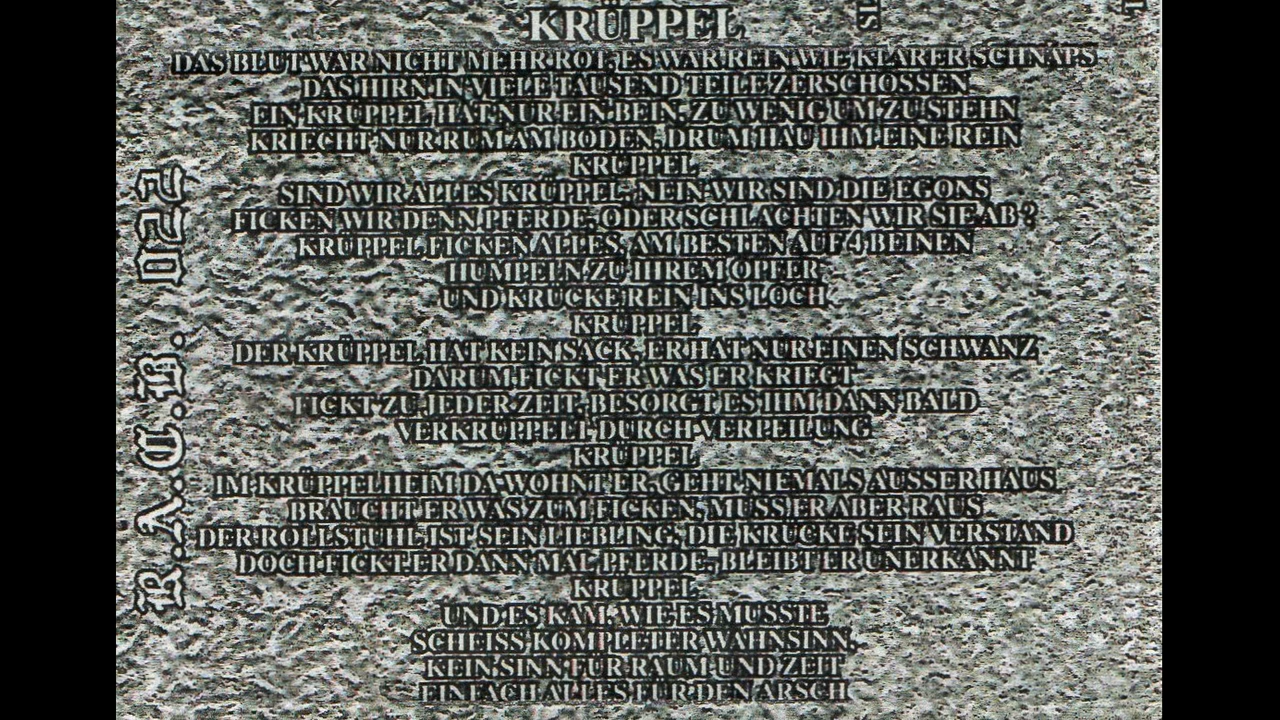 KRÜPPEL
DAS BLUT WAR NICHT MEHR ROT, ES WAR REIN WIE KLARER SCHNAPS
DAS HIRN IN VIELE TAUSEND TEILE ZERSCHOSSEN
EIN KRÜPPEL HAT NUR EIN BEIN, ZU WENIG UM ZU STEHN
KRIECHT NUR RUM AM BODEN, DRUM HAU IHM EINE REIN
KRÜPPEL
SIND WIR ALLES KRÜPPEL, NEIN WIR SIND DIE EGONS
FICKEN WIR DENN PFERDE, ODER SCHLACHTEN WIR SIE AB ?
KRÜPPEL FICKEN ALLES, AM BESTEN AUF 4 BEINEN
HUMPELN ZU IHREM OPFER
UND KRÜCKE REIN INS LOCH.
KRÜPPEL
DER KRÜPPEL HAT KEIN SACK, ER HAT NUR EINEN SCHWANZ
DARUM FICKT ER WAS ER KRIEGT.
FICKT ZU JEDER ZEIT, BESORGT ES IHM DANN BALD
VERKRÜPPELT DURCH VERPEILUNG
KRÜPPEL
IM KRÜPPELHEIM DA WOHNT ER, GEHT NIEMALS AUSSER HAUS
BRAUCHT ER WAS ZUM FICKEN, MUSS ER ABER RAUS
DER ROLLSTUHL IST SEIN LIEBLING, DIE KRÜCKE SEIN VERSTAND
DOCH FICKT ER DANN MAL PFERDE, BLEIBT ER UNERKANNT
KRÜPPEL
UND ES KAM, WIE ES MUSSTE
SCHEISS KOMPLETER WAHNSINN,
KEIN SINN FÜR RAUM UND ZEIT
EINFACH ALLES FÜR DEN ARSCH
R.A.C.B. 022